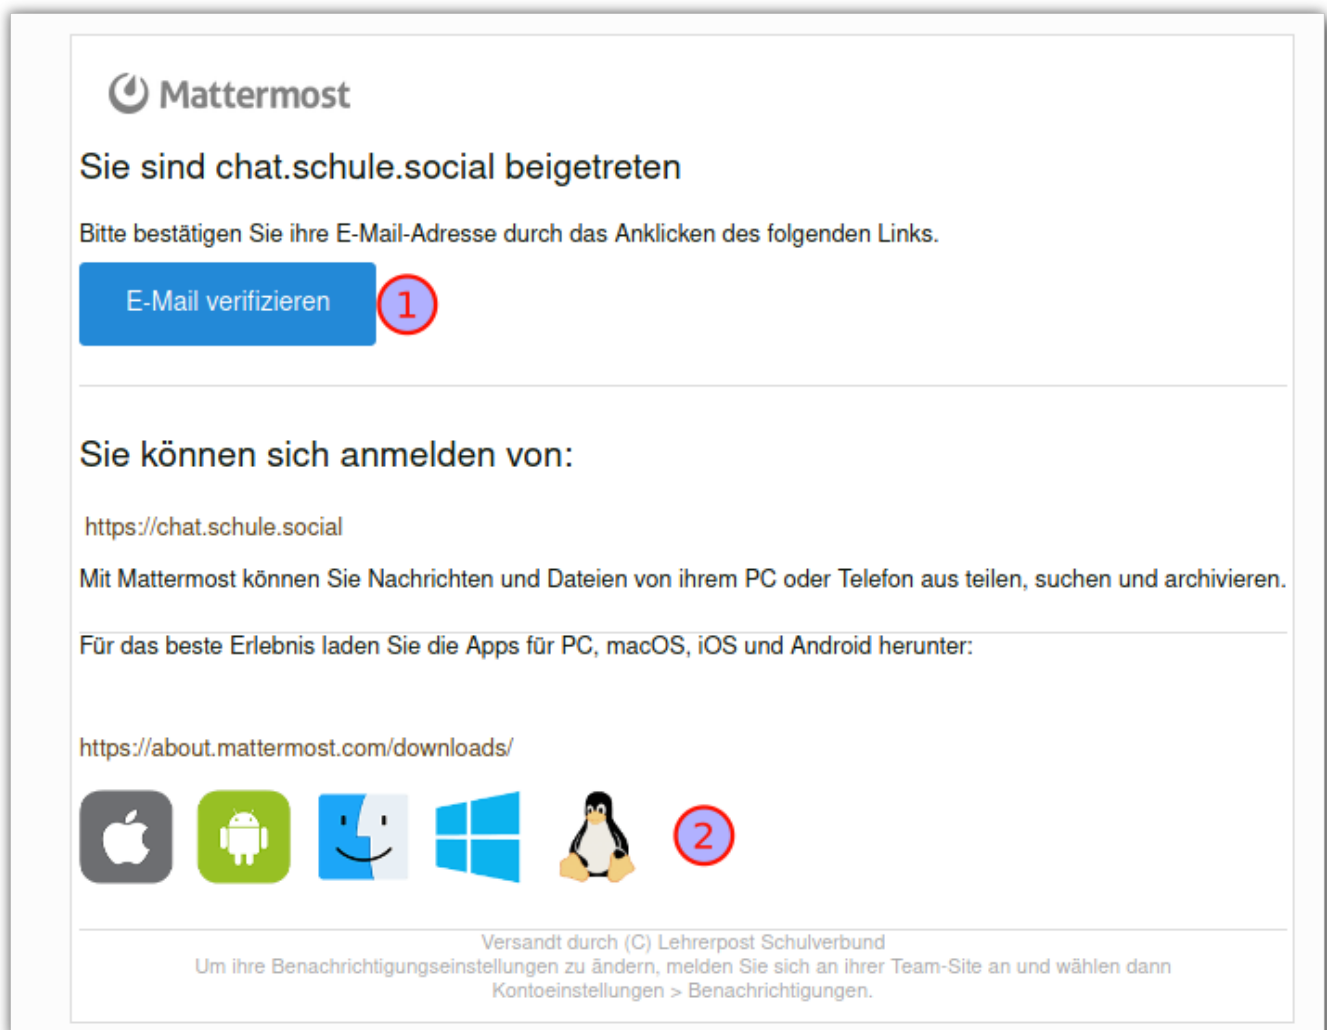 Mattermost
Sie sind chat.schule.social beigetreten
Bitte bestätigen Sie ihre E-Mail-Adresse durch das Anklicken des folgenden Links.
E-Mail verifizieren 1
Sie können sich anmelden von:
https://chat.schule.social
Mit Mattermost können Sie Nachrichten und Dateien von ihrem PC oder Telefon aus teilen, suchen und archivieren.
Für das beste Erlebnis laden Sie die Apps für PC, macOS, iOS und Android herunter:
https://about.mattermost.com/downloads/
2
Versandt durch (C) Lehrerpost Schulverbund
Um ihre Benachrichtigungseinstellungen zu ändern, melden Sie sich an ihrer Team-Site an und wählen dann
Kontoeinstellungen > Benachrichtigungen.